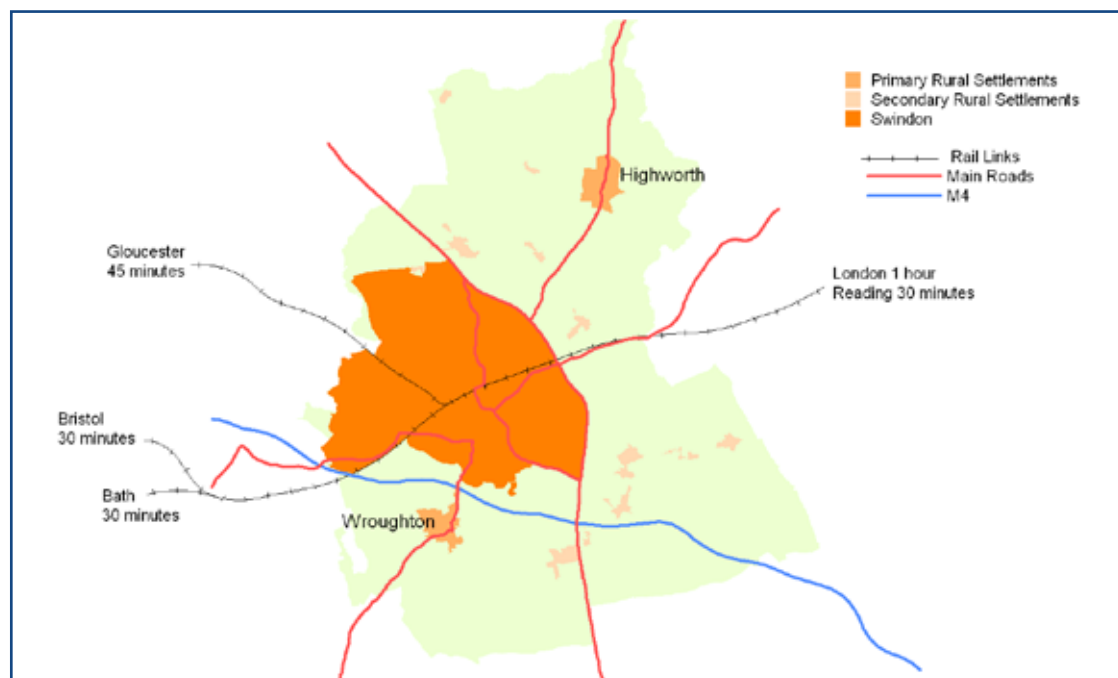 Primary Rural Settlements
Secondary Rural Settlements
Swindon
Rail Links
Main Roads
M4
Highworth
Gloucester
45 minutes
London 1 hour
Reading 30 minutes
Bristol
30 minutes
Bath
30 minutes
Wroughton